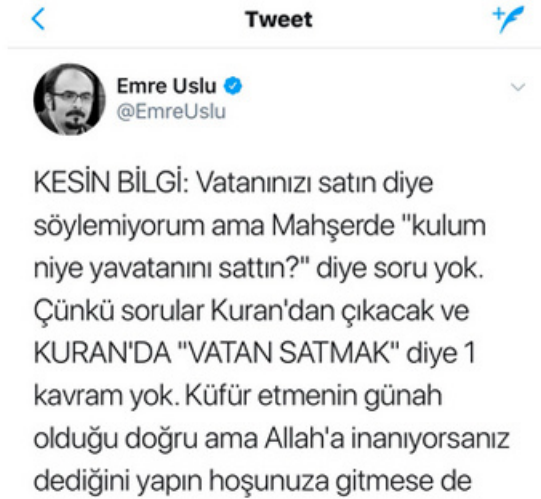 Tweet
Emre Uslu
@EmreUslu
KESİN BİLGİ: Vatanınızı satın diye
söylemiyorum ama Mahşerde "kulum
niye yavatanını sattın?" diye soru yok.
Çünkü sorular Kuran'dan çıkacak ve
KURAN'DA "VATAN SATMAK" diye 1
kavram yok. Küfür etmenin günah
olduğu doğru ama Allah'a inanıyorsanız
dediğini yapın hoşunuza gitmese de